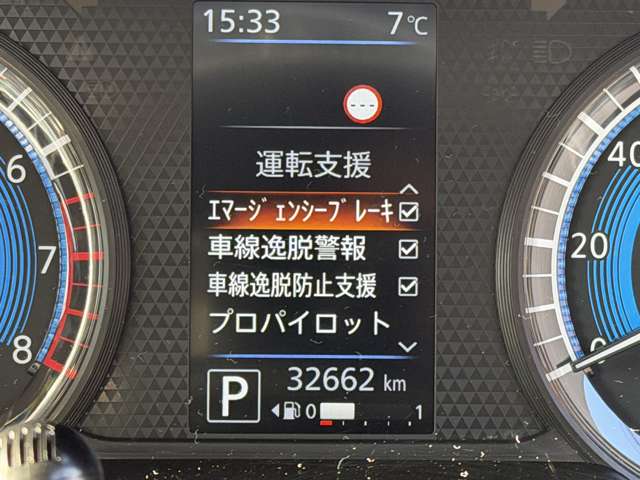 15:33 7℃
---
運転支援
エマージェンシーブレーキ
車線逸脱警報
車線逸脱防止支援
プロパイロット
P 32662 km
0 1
6
7
8
40
20
0